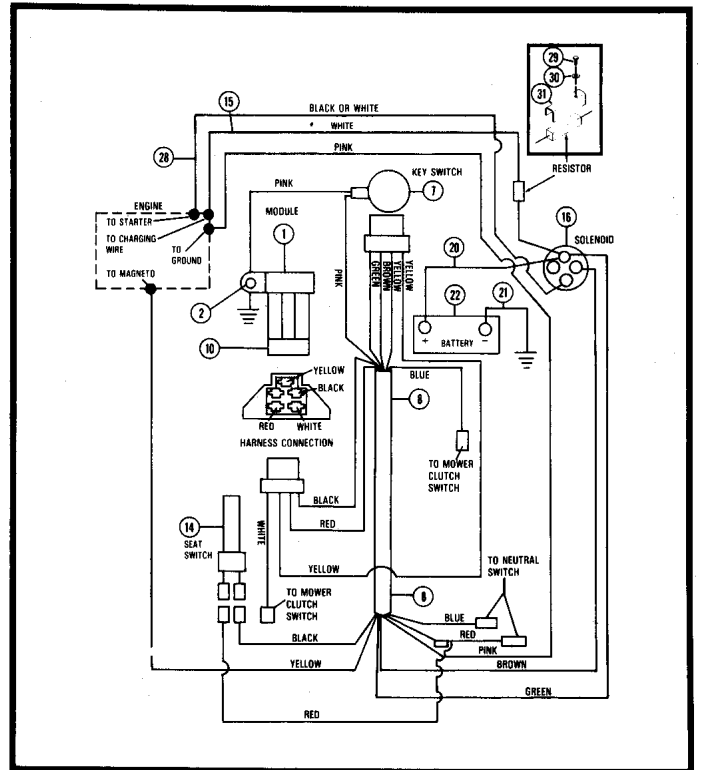 29
30
31
15
BLACK OR WHITE
WHITE
PINK
28
RESISTOR
PINK
KEY SWITCH
7
16
SOLENOID
ENGINE
TO STARTER
TO CHARGING
WIRE
TO
GROUND
TO MAGNETO
MODULE
1
2
10
PINK
GREEN
BROWN
YELLOW
YELLOW
20
22
21
+ BATTERY −
YELLOW
BLACK
RED
WHITE
HARNESS CONNECTION
BLUE
8
TO MOWER
CLUTCH
SWITCH
BLACK
RED
WHITE
14
SEAT
SWITCH
YELLOW
TO MOWER
CLUTCH
SWITCH
8
TO NEUTRAL
SWITCH
BLUE
RED
PINK
BLACK
YELLOW
BROWN
GREEN
RED